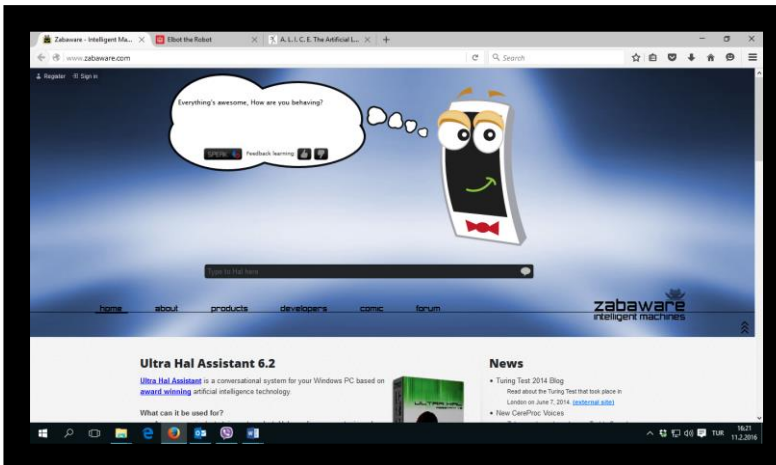 Zabaware - Intelligent Ma...
Elbot the Robot
A. L. I. C. E. The Artificial L...
www.zabaware.com
Search
Register
Sign in
Everything's awesome, How are you behaving?
SPEAK
Feedback learning:
Type to Hal here
home about products developers comic forum
zabaware
intelligent machines
Ultra Hal Assistant 6.2
Ultra Hal Assistant is a conversational system for your Windows PC based on
award winning artificial intelligence technology.
What can it be used for?
ULTRA HAL
News
• Turing Test 2014 Blog
Read about the Turing Test that took place in
London on June 7, 2014. (external site)
• New CereProc Voices
TUR
16:21
11.2.2016